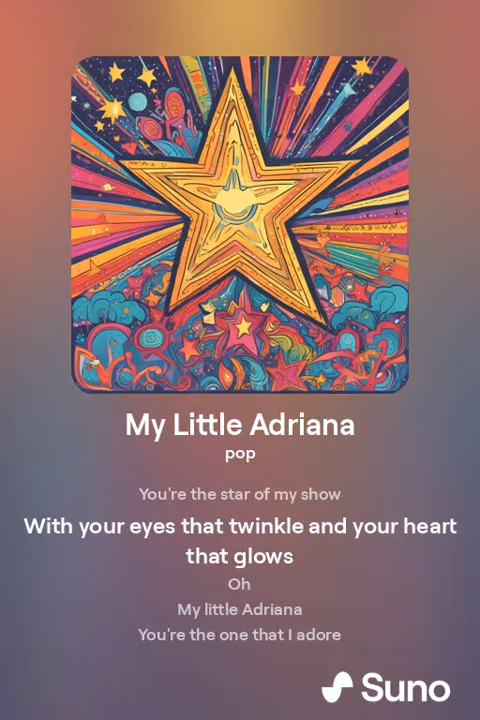 My Little Adriana
pop
You're the star of my show
With your eyes that twinkle and your heart
that glows
Oh
My little Adriana
You're the one that I adore
Suno